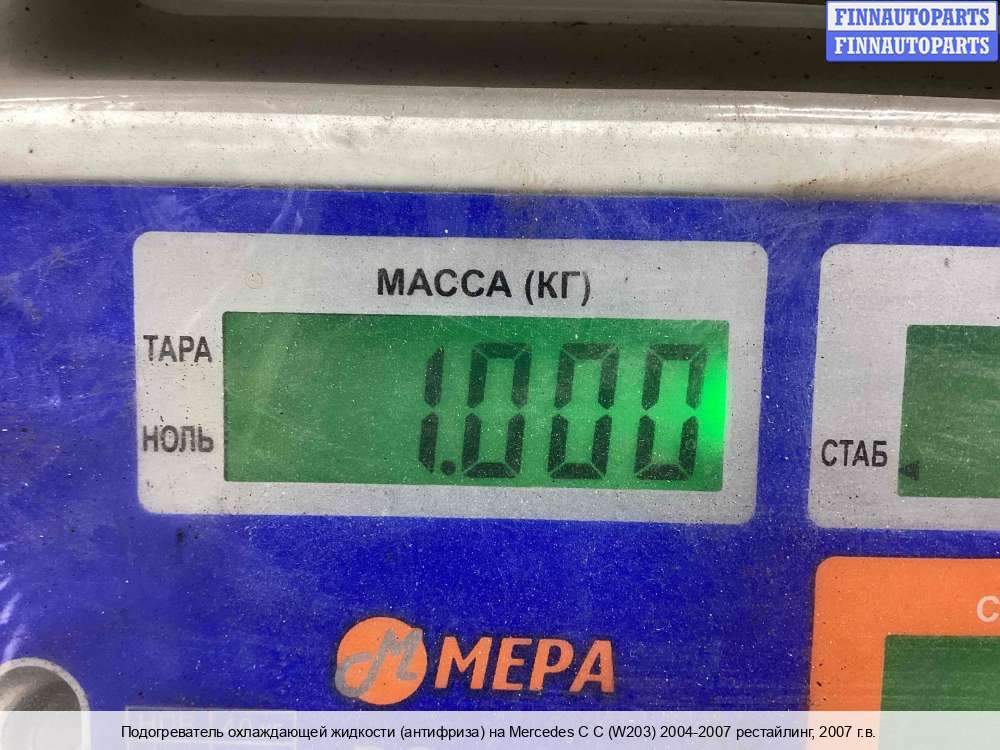 FINNAUTOPARTS
FINNAUTOPARTS
МАССА (КГ)
ТАРА
1.000
НОЛЬ
СТАБ
МЕРА
Подогреватель охлаждающей жидкости (антифриза) на Mercedes C C (W203) 2004-2007 рестайлинг, 2007 г.в.